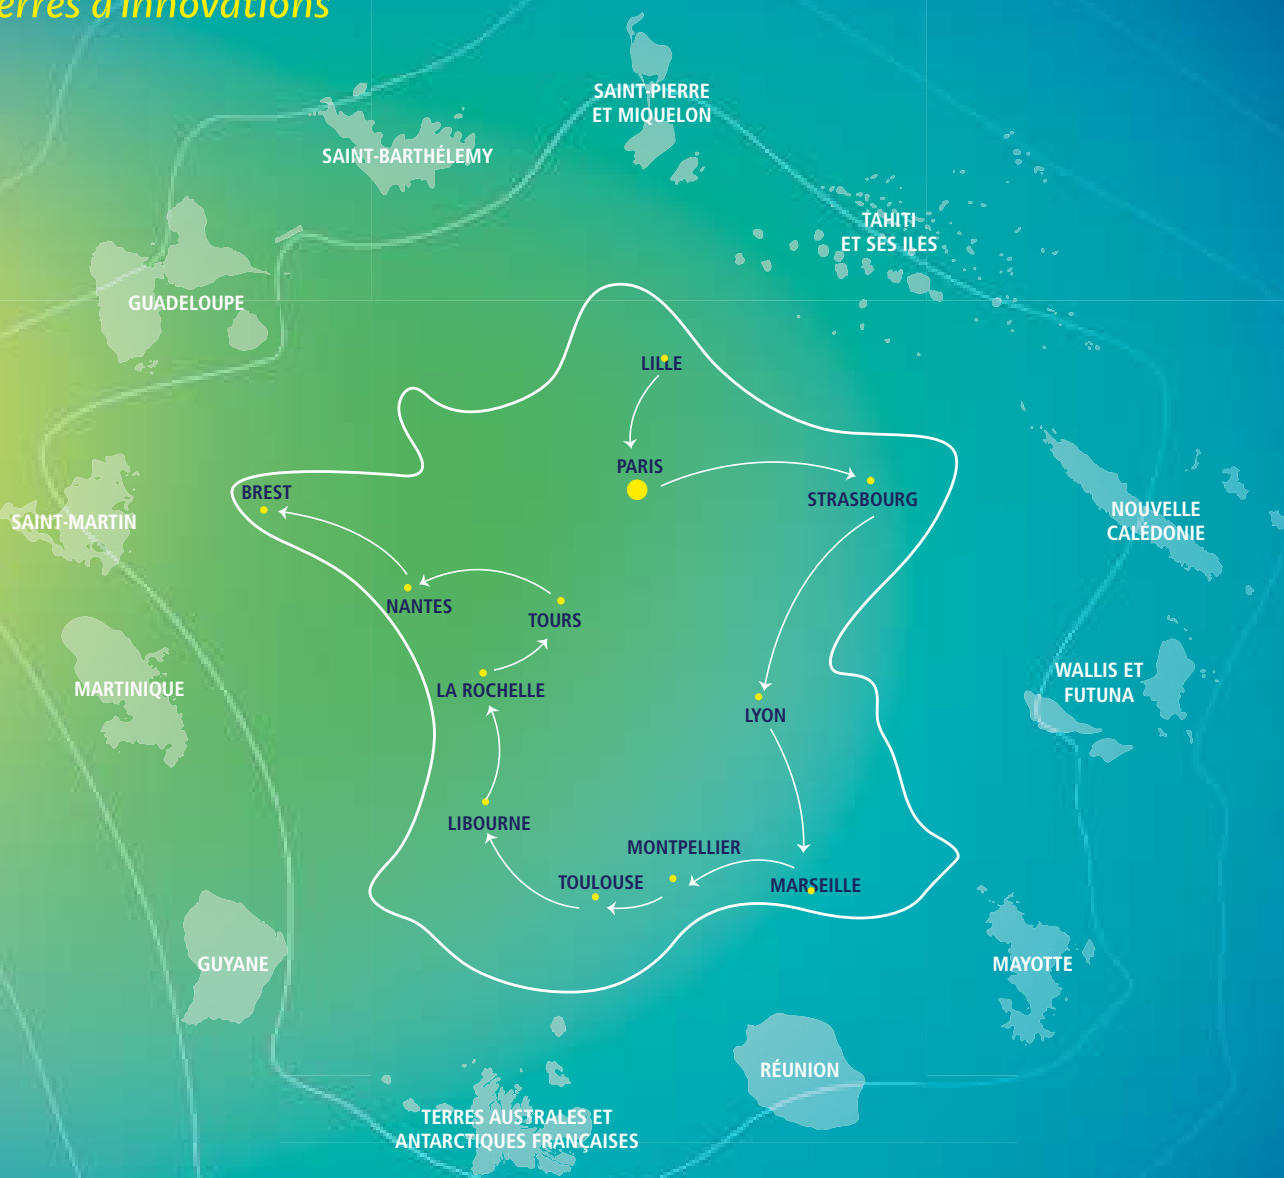 d'innovations
SAINT-PIERRE
ET MIQUELON
SAINT-BARTHÉLEMY
TAHITI
ET SES ILES
GUADELOUPE
LILLE
PARIS
BREST
STRASBOURG
SAINT-MARTIN
NOUVELLE
CALÉDONIE
NANTES
TOURS
WALLIS ET
FUTUNA
MARTINIQUE
LA ROCHELLE
LYON
LIBOURNE
MONTPELLIER
TOULOUSE
MARSEILLE
GUYANE
MAYOTTE
RÉUNION
TERRES AUSTRALES ET
ANTARCTIQUES FRANÇAISES